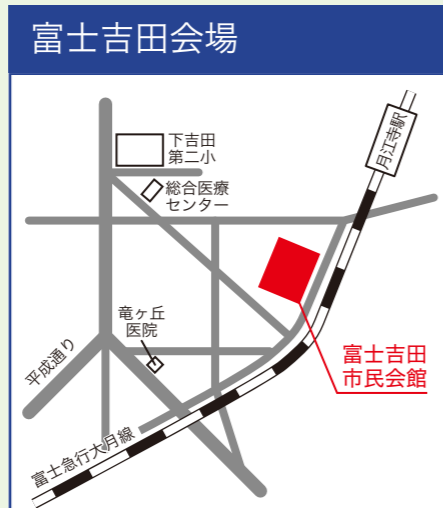 富士吉田会場
月江寺駅
下吉田
第二小
総合医療
センター
竜ヶ丘
医院
平成通り
富士吉田
市民会館
富士急行大月線